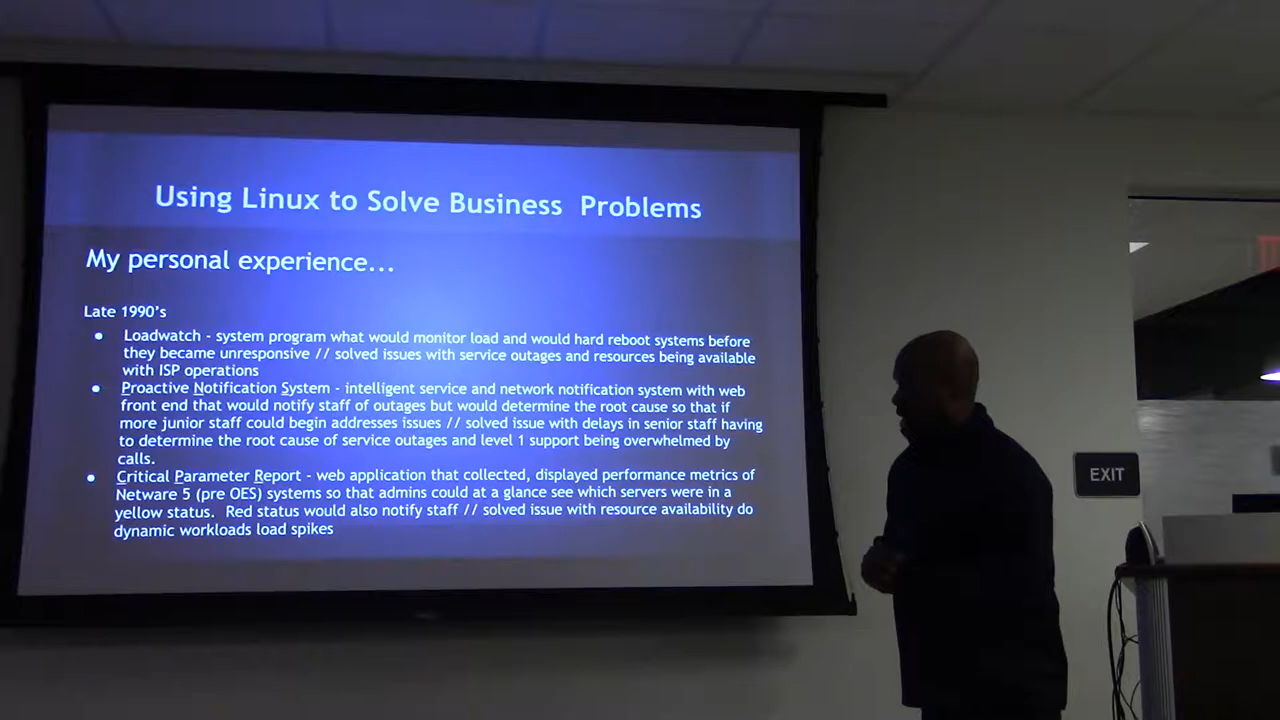 Using Linux to Solve Business Problems
My personal experience...
Late 1990's
● Loadwatch - system program what would monitor load and would hard reboot systems before
they became unresponsive // solved issues with service outages and resources being available
with ISP operations
● Proactive Notification System - intelligent service and network notification system with web
front end that would notify staff of outages but would determine the root cause so that if
more junior staff could begin addresses issues // solved issue with delays in senior staff having
to determine the root cause of service outages and level 1 support being overwhelmed by
calls.
● Critical Parameter Report - web application that collected, displayed performance metrics of
Netware 5 (pre OES) systems so that admins could at a glance see which servers were in a
yellow status. Red status would also notify staff // solved issue with resource availability do
dynamic workloads load spikes
EXIT